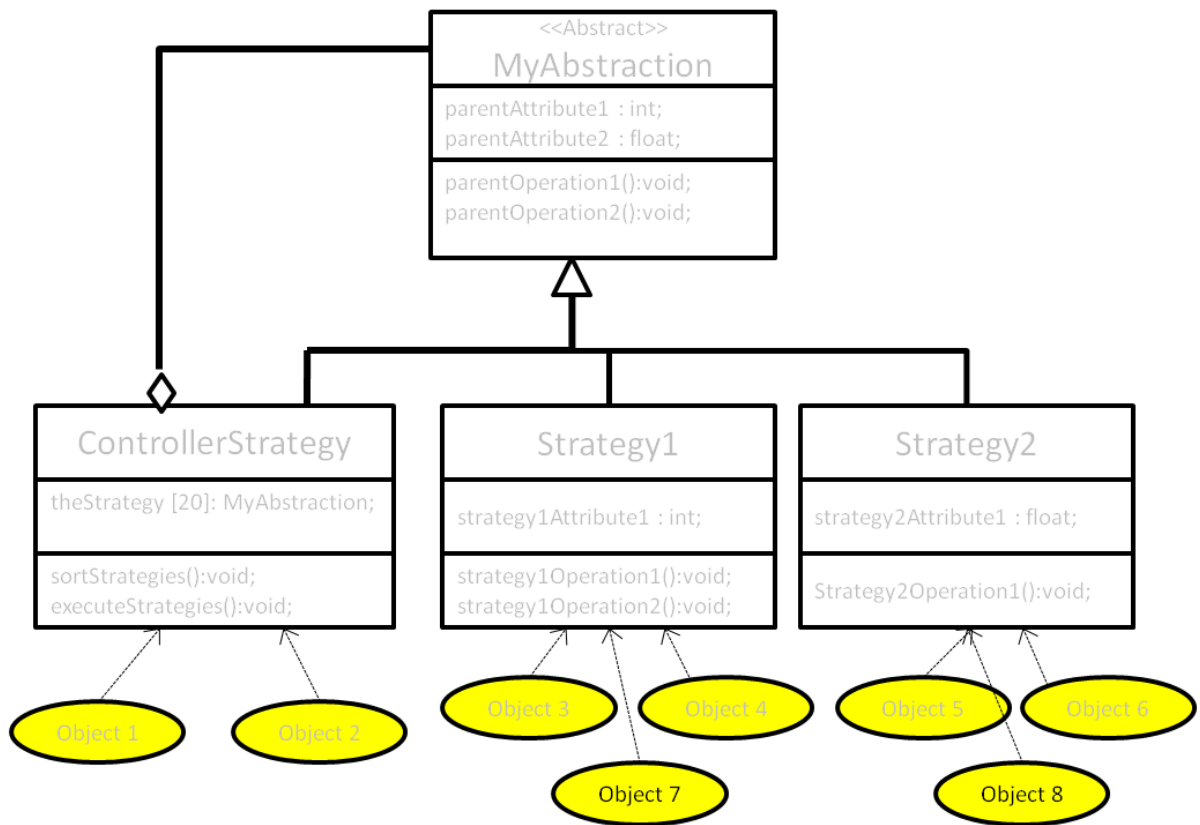 <<Abstract>>
MyAbstraction
parentAttribute1 : int;
parentAttribute2 : float;
parentOperation1():void;
parentOperation2():void;
ControllerStrategy
theStrategy [20]: MyAbstraction;
sortStrategies():void;
executeStrategies():void;
Strategy1
strategy1Attribute1 : int;
strategy1Operation1():void;
strategy1Operation2():void;
Strategy2
strategy2Attribute1 : float;
Strategy2Operation1():void;
Object 1
Object 2
Object 3
Object 4
Object 5
Object 6
Object 7
Object 8